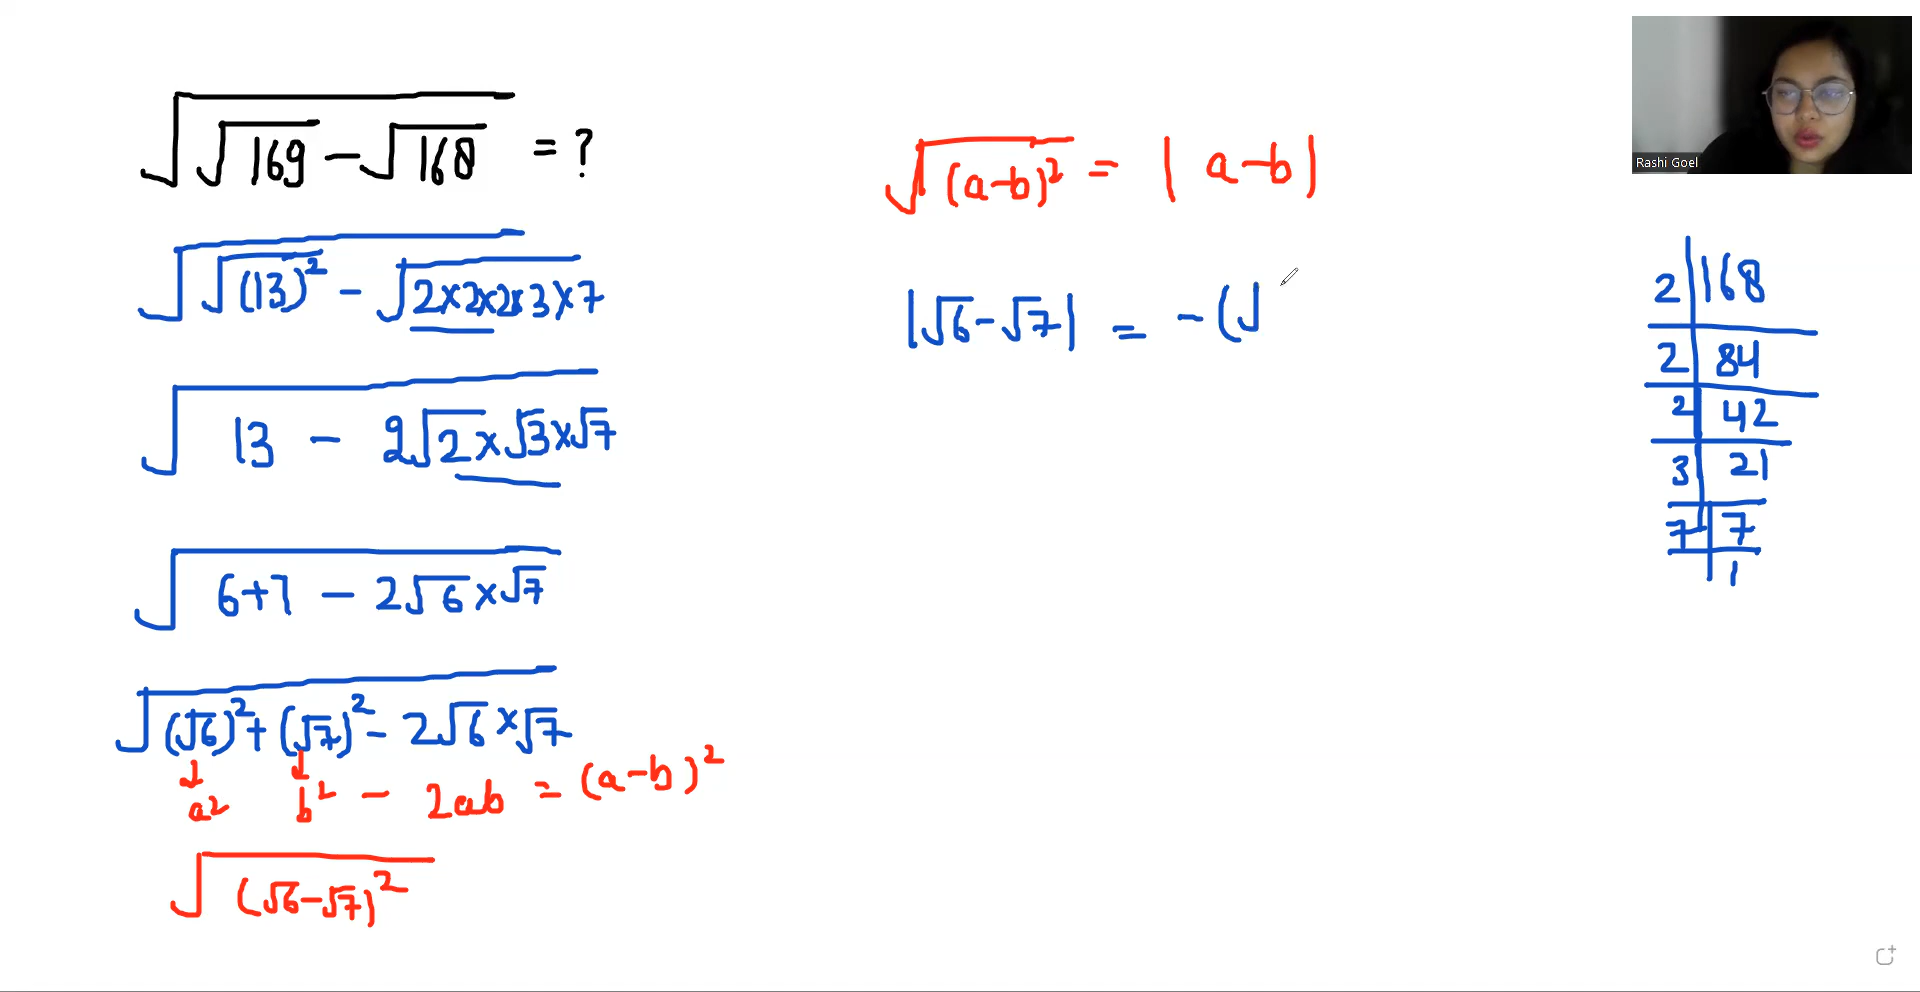 √(√169 − √168) = ?
√(√(13)² − √2×2×2×3×7)
√(13 − 2√2×√3×√7)
√(6+7 − 2√6×√7)
√((√6)² + (√7)² − 2√6×√7)
↓ ↓
a² b² − 2ab = (a−b)²
√(√6−√7)²
√(a−b)² = |a−b|
|√6−√7| = −(√
Rashi Goel
2 168
2 84
2 42
3 21
7 7
1